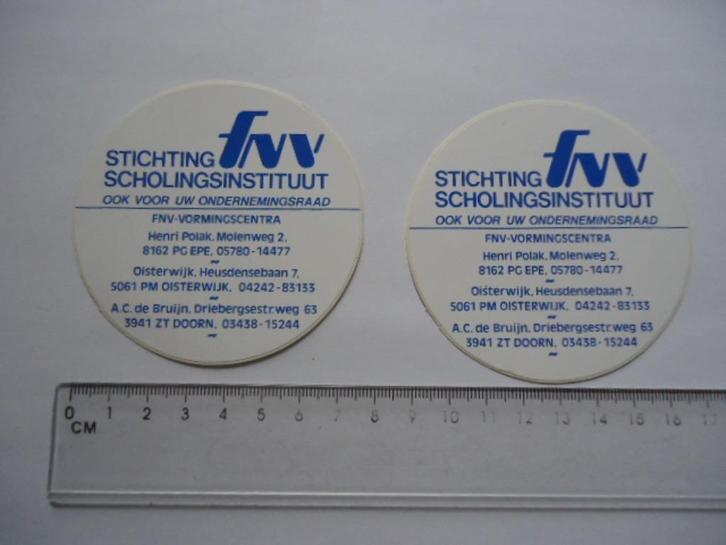 STICHTING fnv
SCHOLINGSINSTITUUT
OOK VOOR UW ONDERNEMINGSRAAD
FNV-VORMINGSCENTRA
Henri Polak, Molenweg 2,
8162 PG EPE, 05780-14477
~
Oisterwijk, Heusdensebaan 7,
5061 PM OISTERWIJK, 04242-83133
~
A.C. de Bruijn, Driebergsestr.weg 63
3941 ZT DOORN, 03438-15244
~
STICHTING fnv
SCHOLINGSINSTITUUT
OOK VOOR UW ONDERNEMINGSRAAD
FNV-VORMINGSCENTRA
Henri Polak, Molenweg 2,
8162 PG EPE, 05780-14477
~
Oisterwijk, Heusdensebaan 7,
5061 PM OISTERWIJK, 04242-83133
~
A.C. de Bruijn, Driebergsestr.weg 63
3941 ZT DOORN, 03438-15244
~
0 1 2 3 4 5 6 7 8 9 10 11 12 13 14 15 16 17
CM